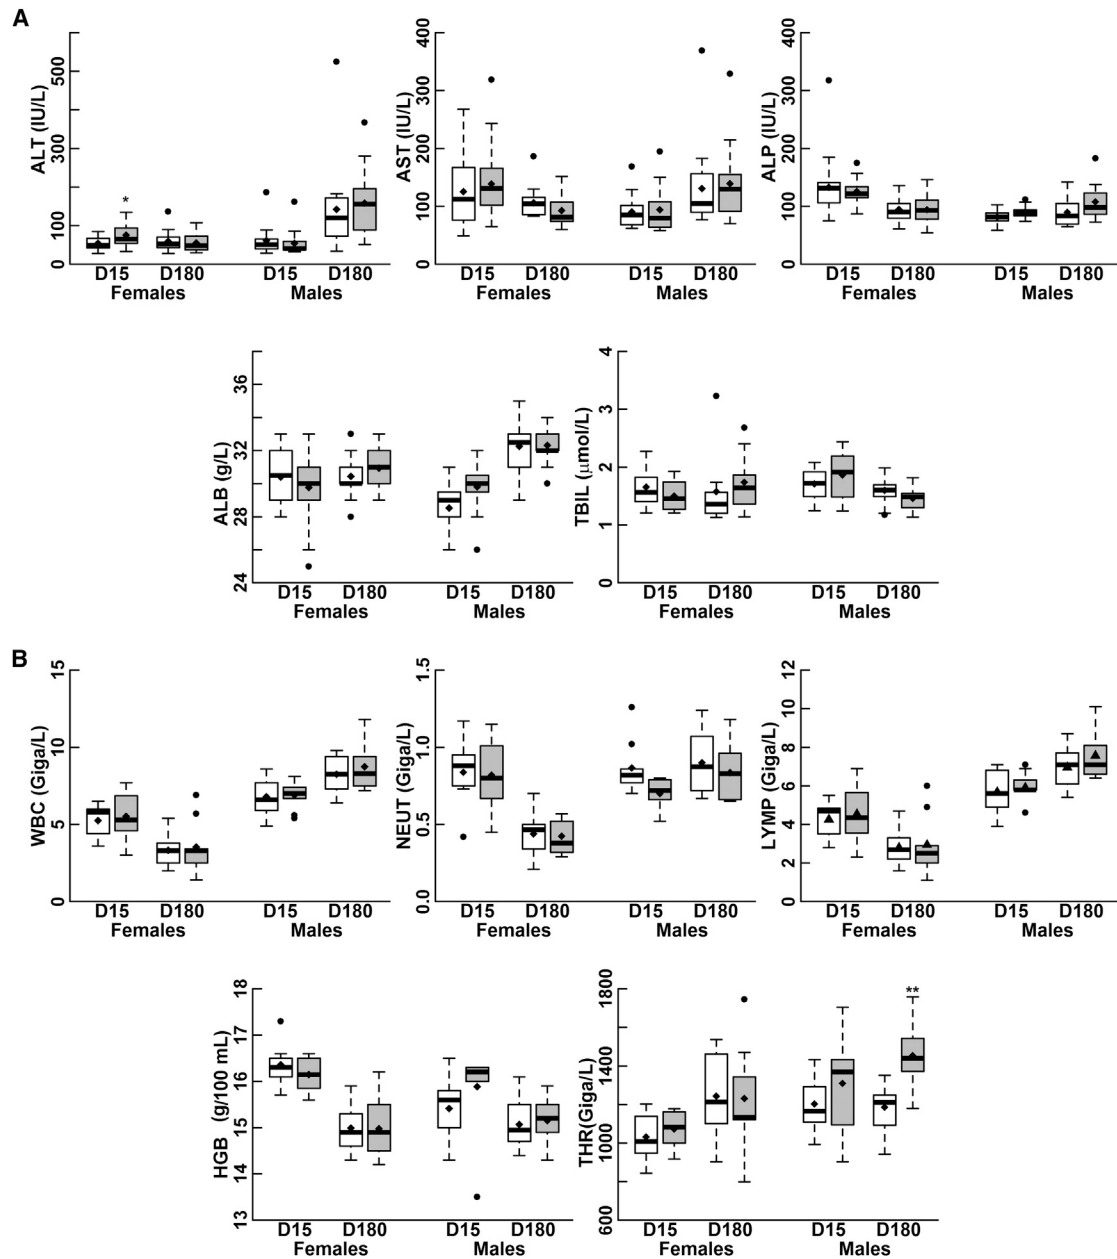 A
ALT (IU/L)
0 100 300 500
*
D15 D180 D15 D180
Females Males
AST (IU/L)
0 100 200 300 400
D15 D180 D15 D180
Females Males
ALP (IU/L)
0 100 200 300 400
D15 D180 D15 D180
Females Males
ALB (g/L)
24 28 32 36
D15 D180 D15 D180
Females Males
TBIL (μmol/L)
0 1 2 3 4
D15 D180 D15 D180
Females Males
B
WBC (Giga/L)
0 5 10 15
D15 D180 D15 D180
Females Males
NEUT (Giga/L)
0.0 0.5 1.0 1.5
D15 D180 D15 D180
Females Males
LYMP (Giga/L)
0 2 4 6 8 10 12
D15 D180 D15 D180
Females Males
HGB (g/100 mL)
13 14 15 16 17 18
D15 D180 D15 D180
Females Males
THR(Giga/L)
600 1000 1400 1800
**
D15 D180 D15 D180
Females Males